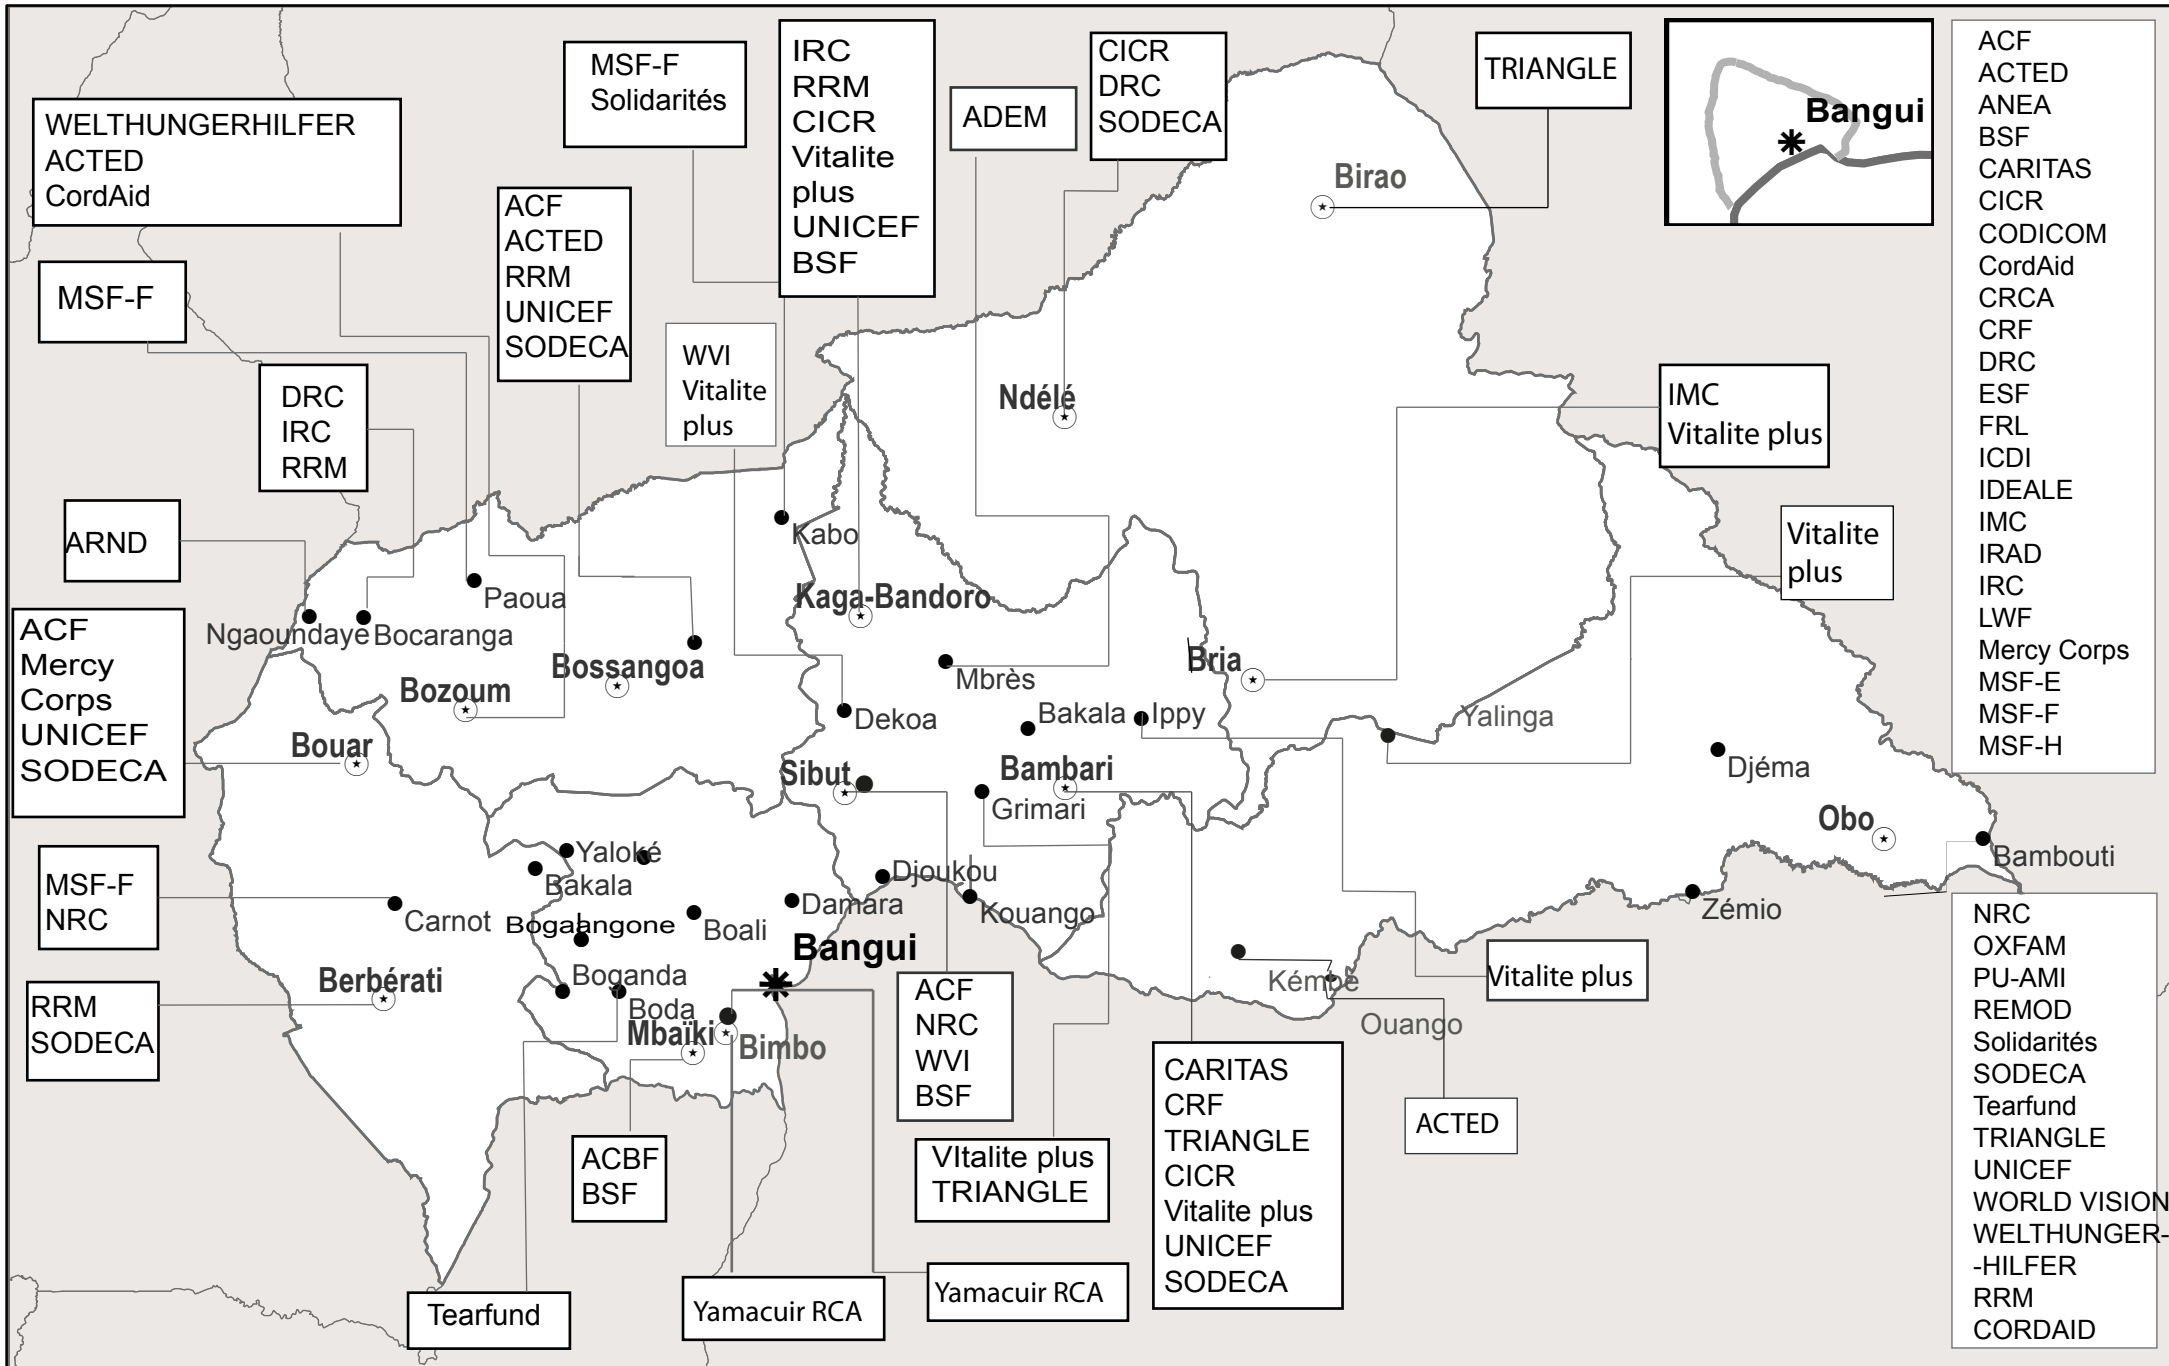 WELTHUNGERHILFER
ACTED
CordAid
MSF-F
Solidarités
IRC
RRM
CICR
Vitalite
plus
UNICEF
BSF
ADEM
CICR
DRC
SODECA
TRIANGLE
Bangui
ACF
ACTED
ANEA
BSF
CARITAS
CICR
CODICOM
CordAid
CRCA
CRF
DRC
ESF
FRL
ICDI
IDEALE
IMC
IRAD
IRC
LWF
Mercy Corps
MSF-E
MSF-F
MSF-H
MSF-F
ACF
ACTED
RRM
UNICEF
SODECA
WVI
Vitalite
plus
DRC
IRC
RRM
ARND
ACF
Mercy
Corps
UNICEF
SODECA
MSF-F
NRC
RRM
SODECA
IMC
Vitalite plus
Vitalite
plus
Birao
Ndélé
Kabo
Kaga-Bandoro
Paoua
Ngaoundaye
Bocaranga
Bossangoa
Bozoum
Bouar
Mbrès
Bria
Dekoa
Bakala
Ippy
Yalinga
Sibut
Bambari
Grimari
Djéma
Obo
Bambouti
Zémio
Yaloké
Bakala
Carnot
Bogalangone
Boali
Damara
Djoukou
Kouango
Bangui
Berbérati
Boganda
Boda
Mbaïki
Bimbo
Kémbe
Ouango
Vitalite plus
ACF
NRC
WVI
BSF
ACBF
BSF
VItalite plus
TRIANGLE
CARITAS
CRF
TRIANGLE
CICR
Vitalite plus
UNICEF
SODECA
ACTED
Tearfund
Yamacuir RCA
Yamacuir RCA
NRC
OXFAM
PU-AMI
REMOD
Solidarités
SODECA
Tearfund
TRIANGLE
UNICEF
WORLD VISION
WELTHUNGER-
-HILFER
RRM
CORDAID